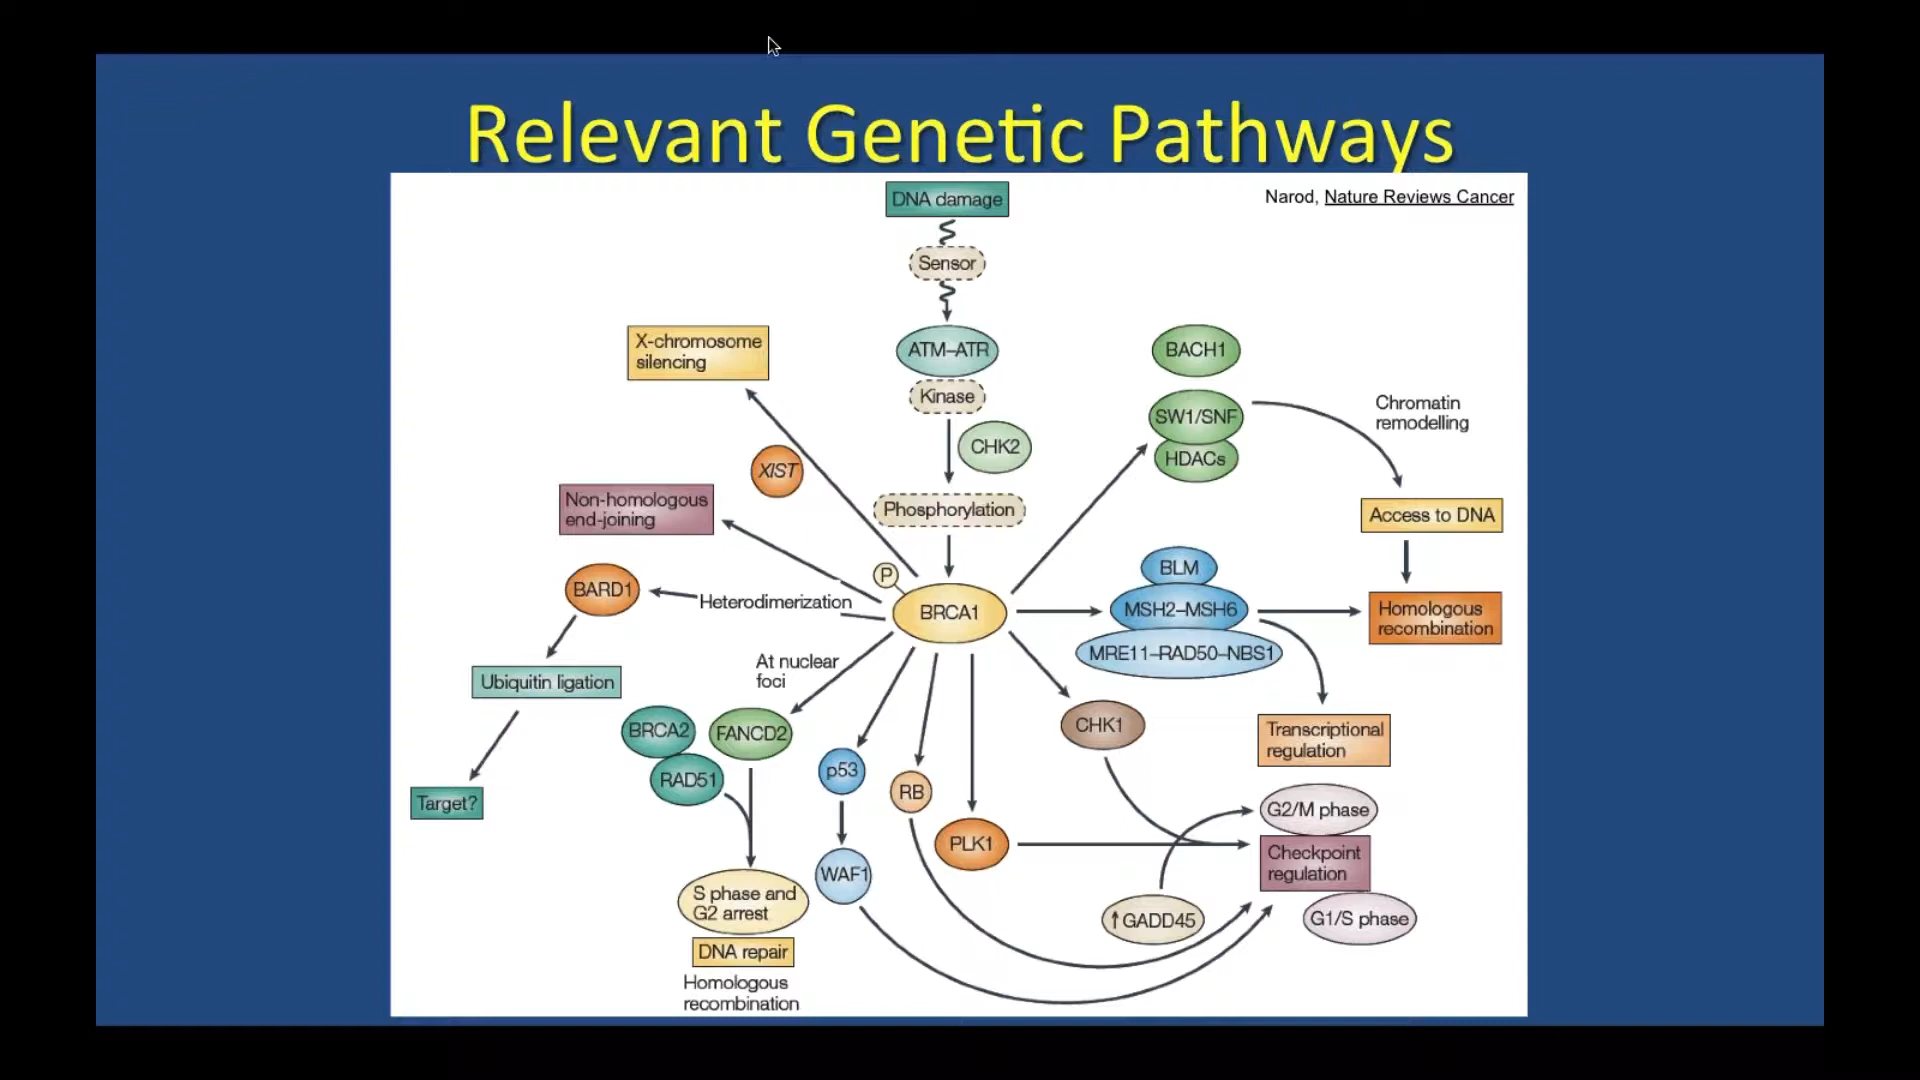 Relevant Genetic Pathways
Narod, Nature Reviews Cancer
DNA damage
Sensor
ATM–ATR
Kinase
CHK2
Phosphorylation
X-chromosome
silencing
XIST
Non-homologous
end-joining
BARD1
Heterodimerization
P
BRCA1
Ubiquitin ligation
Target?
At nuclear
foci
BRCA2
FANCD2
RAD51
S phase and
G2 arrest
DNA repair
Homologous
recombination
p53
WAF1
RB
PLK1
CHK1
BACH1
SW1/SNF
HDACs
Chromatin
remodelling
Access to DNA
BLM
MSH2–MSH6
MRE11–RAD50–NBS1
Homologous
recombination
Transcriptional
regulation
G2/M phase
Checkpoint
regulation
G1/S phase
↑GADD45